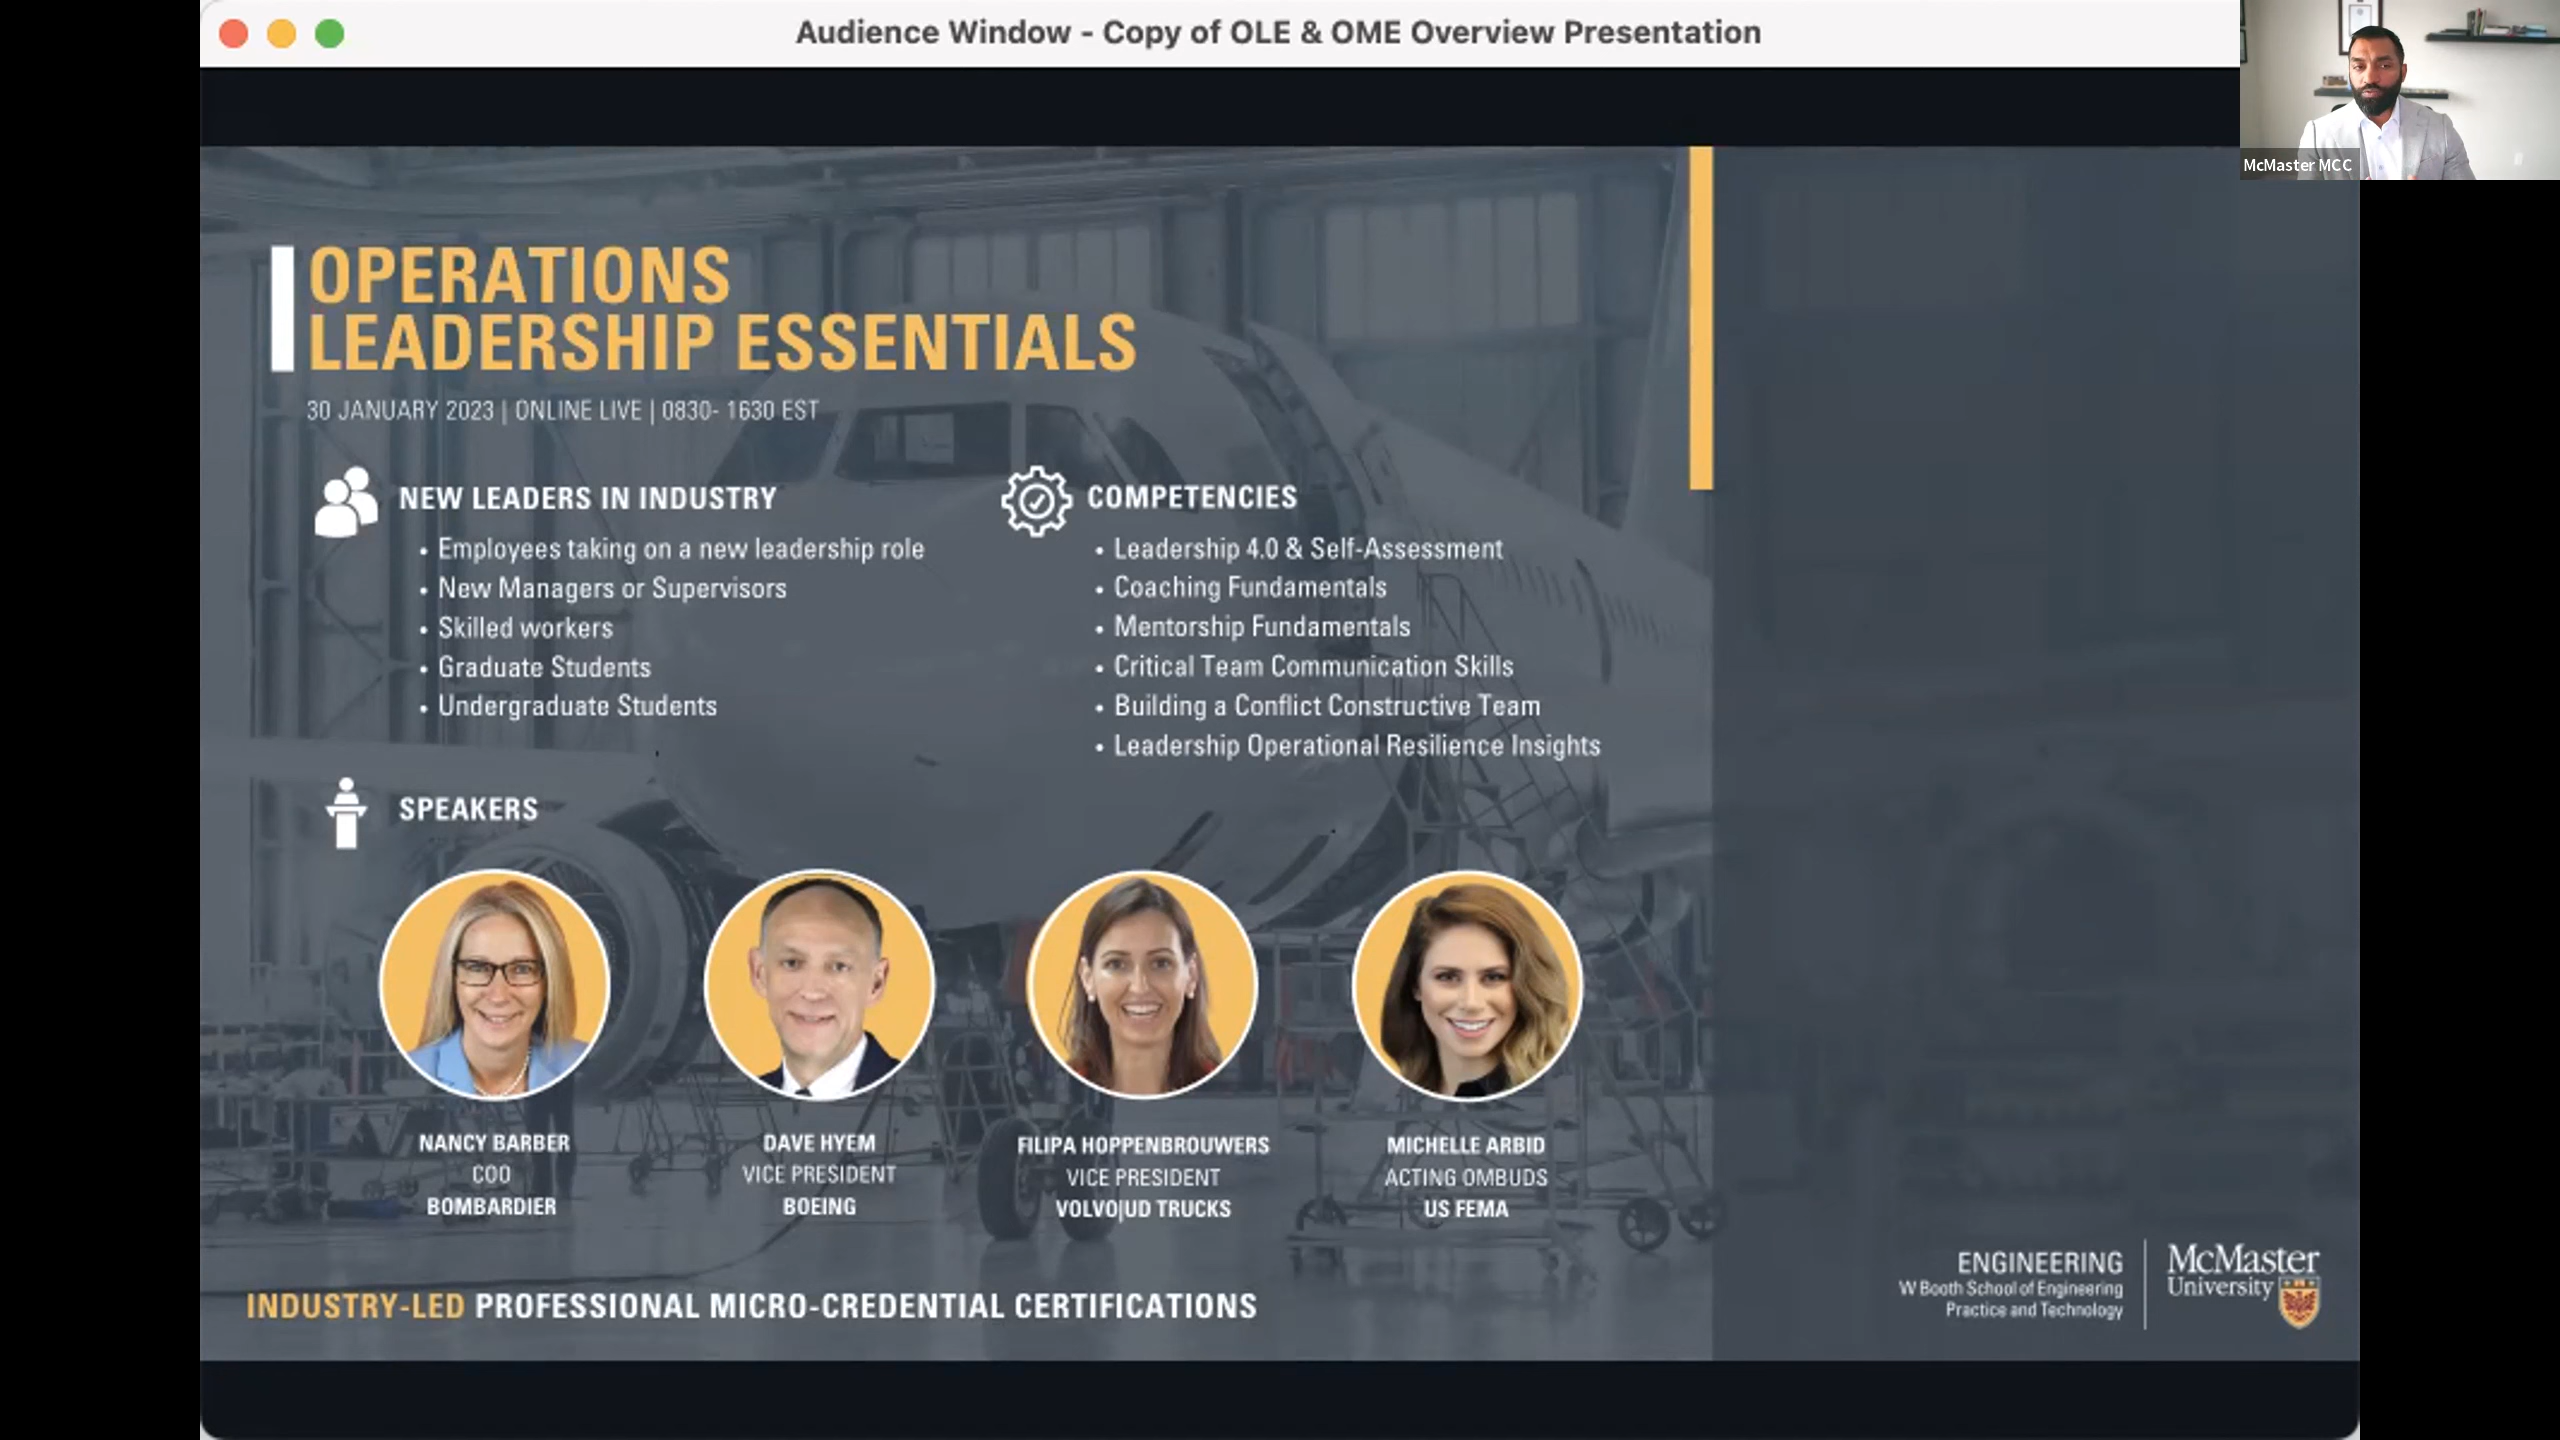 Audience Window - Copy of OLE & OME Overview Presentation
McMaster MCC
OPERATIONS
LEADERSHIP ESSENTIALS
30 JANUARY 2023 | ONLINE LIVE | 0830- 1630 EST
NEW LEADERS IN INDUSTRY
• Employees taking on a new leadership role
• New Managers or Supervisors
• Skilled workers
• Graduate Students
• Undergraduate Students
COMPETENCIES
• Leadership 4.0 & Self-Assessment
• Coaching Fundamentals
• Mentorship Fundamentals
• Critical Team Communication Skills
• Building a Conflict Constructive Team
• Leadership Operational Resilience Insights
SPEAKERS
NANCY BARBER
COO
BOMBARDIER
DAVE HYEM
VICE PRESIDENT
BOEING
FILIPA HOPPENBROUWERS
VICE PRESIDENT
VOLVO|UD TRUCKS
MICHELLE ARBID
ACTING OMBUDS
US FEMA
INDUSTRY-LED PROFESSIONAL MICRO-CREDENTIAL CERTIFICATIONS
ENGINEERING
W Booth School of Engineering
Practice and Technology
McMaster
University